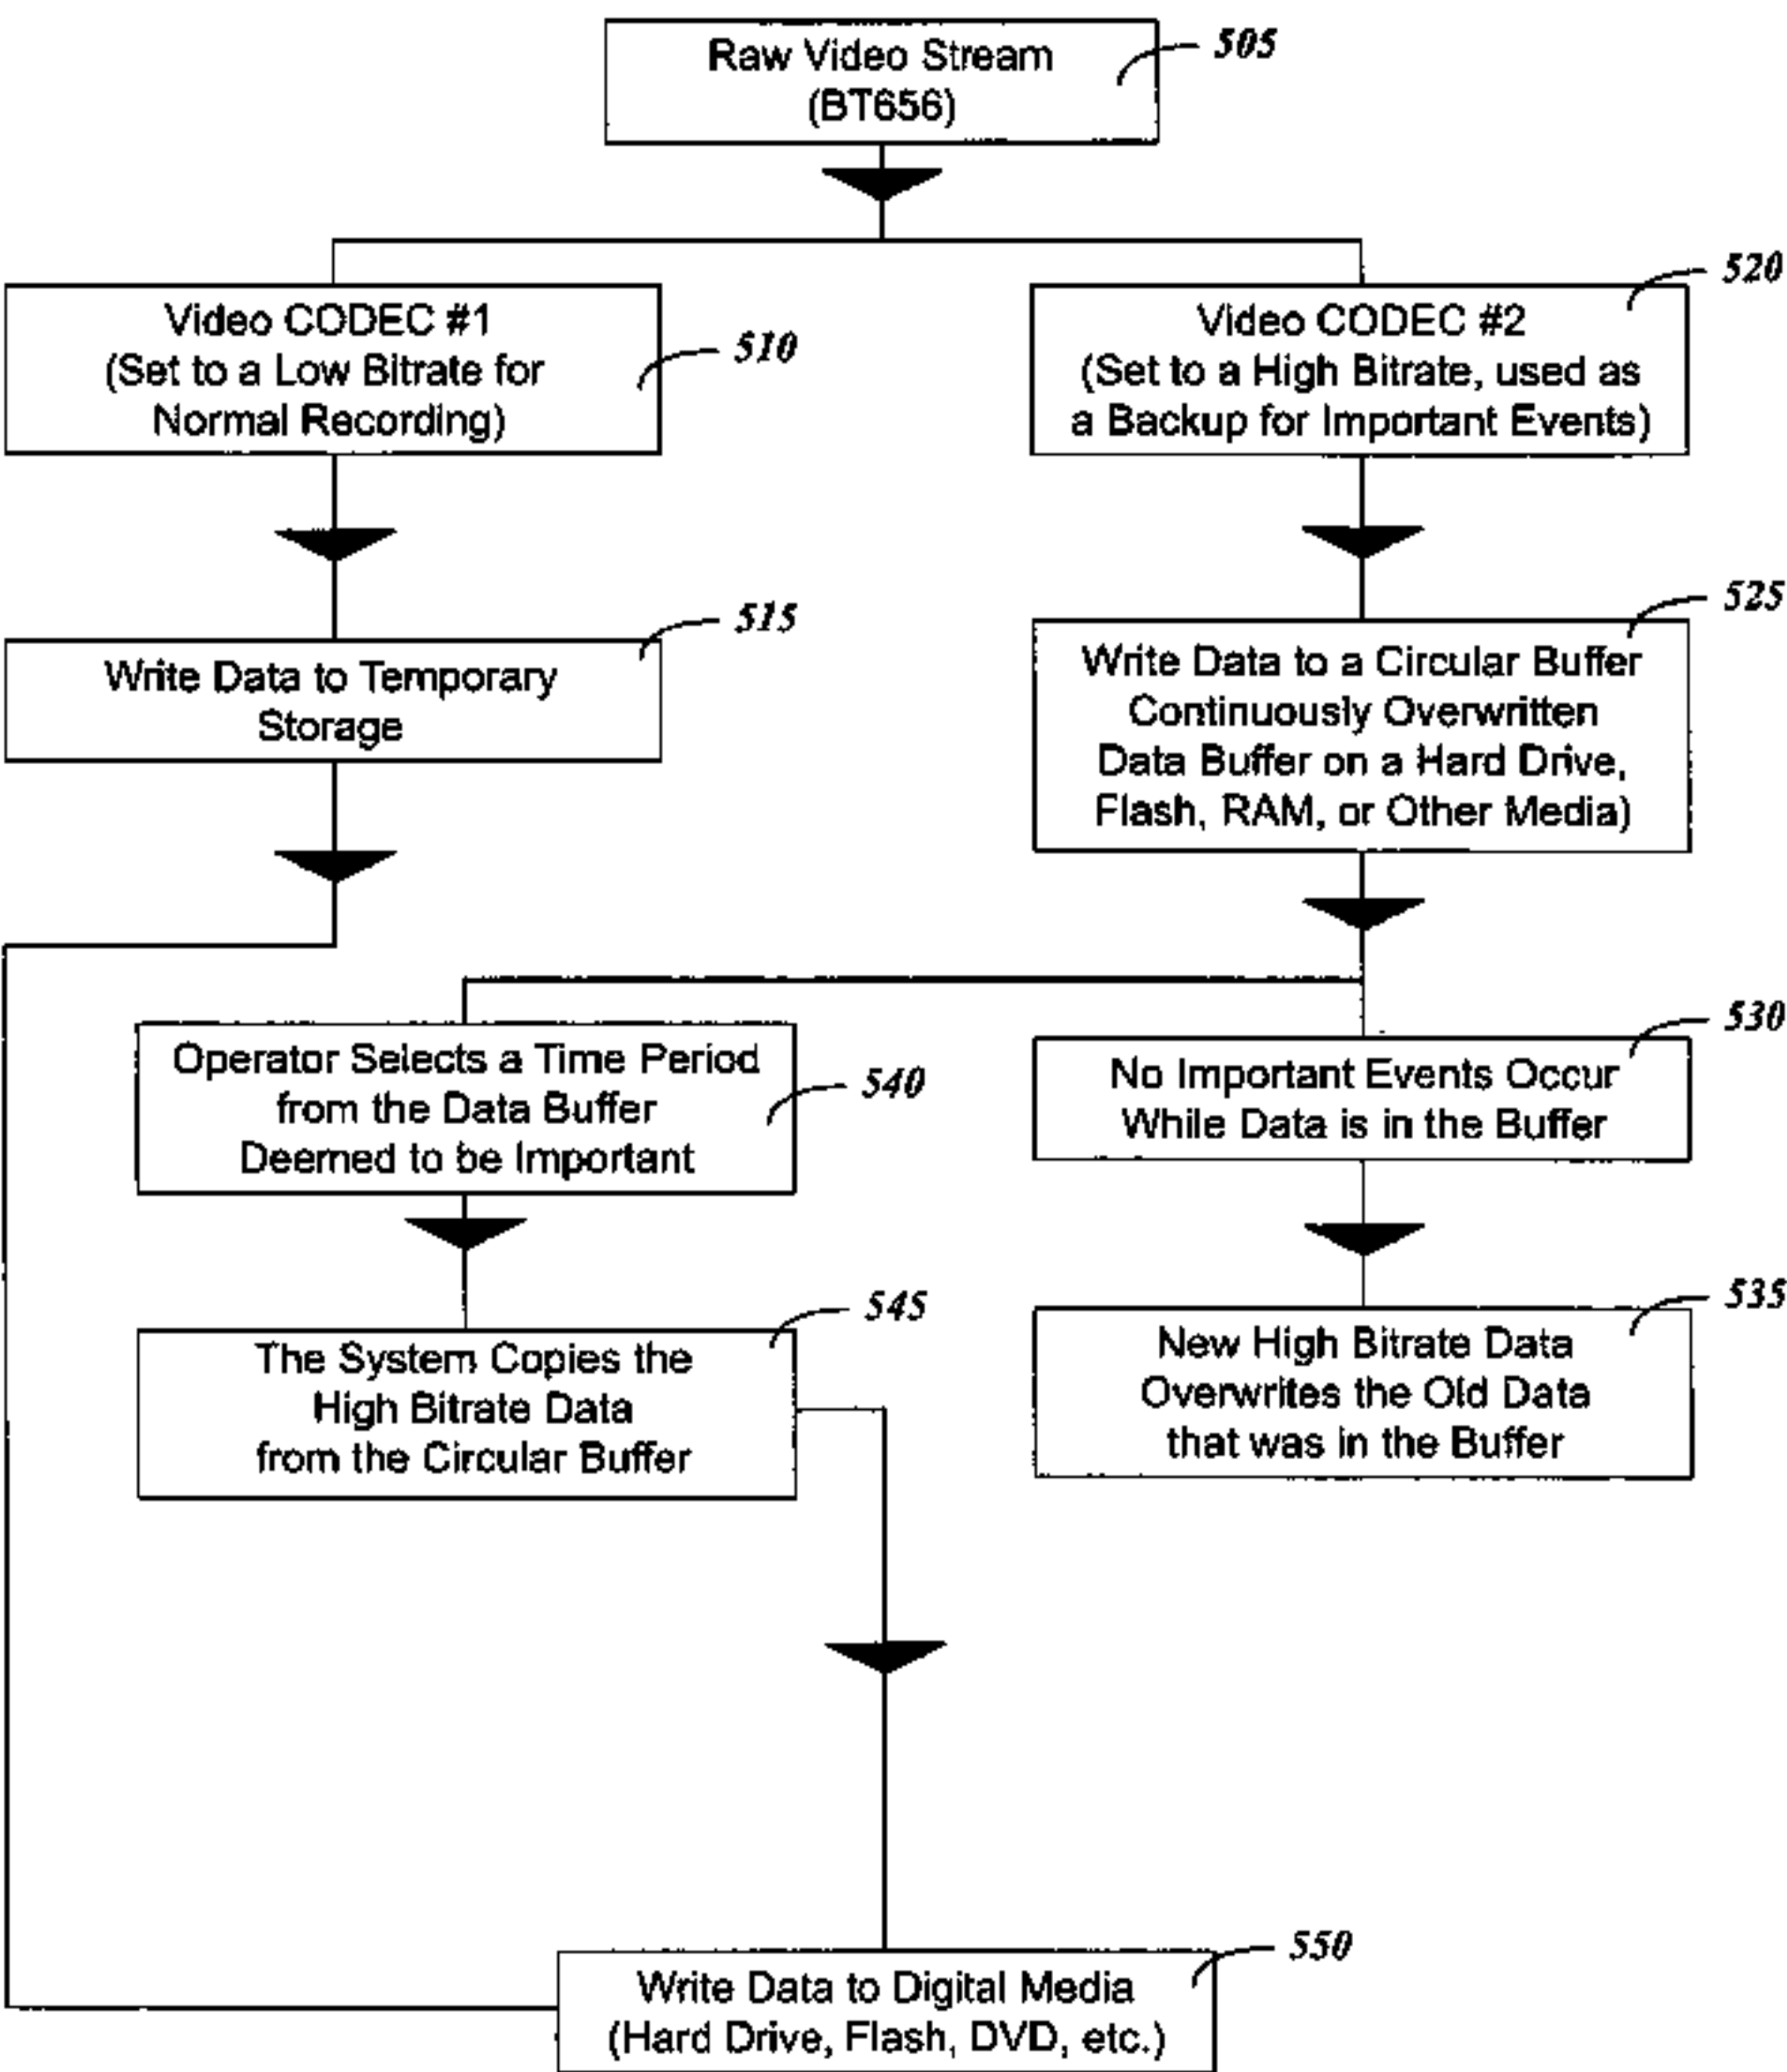 Raw Video Stream
(BT656)
505
Video CODEC #1
(Set to a Low Bitrate for
Normal Recording)
510
Video CODEC #2
(Set to a High Bitrate, used as
a Backup for Important Events)
520
Write Data to Temporary
Storage
515
Write Data to a Circular Buffer
Continuously Overwritten
Data Buffer on a Hard Drive,
Flash, RAM, or Other Media)
525
Operator Selects a Time Period
from the Data Buffer
Deemed to be Important
540
No Important Events Occur
While Data is in the Buffer
530
The System Copies the
High Bitrate Data
from the Circular Buffer
545
New High Bitrate Data
Overwrites the Old Data
that was in the Buffer
535
Write Data to Digital Media
(Hard Drive, Flash, DVD, etc.)
550